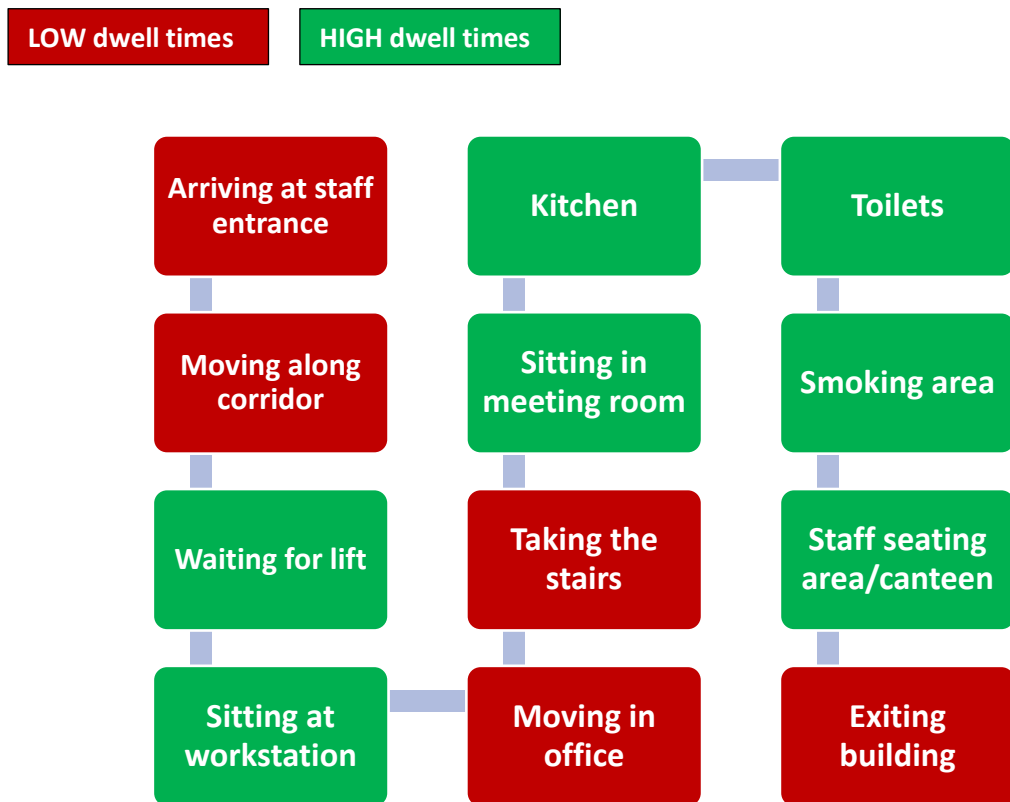 LOW dwell times
HIGH dwell times
Arriving at staff
entrance
Moving along
corridor
Waiting for lift
Sitting at
workstation
Moving in
office
Taking the
stairs
Sitting in
meeting room
Kitchen
Toilets
Smoking area
Staff seating
area/canteen
Exiting
building